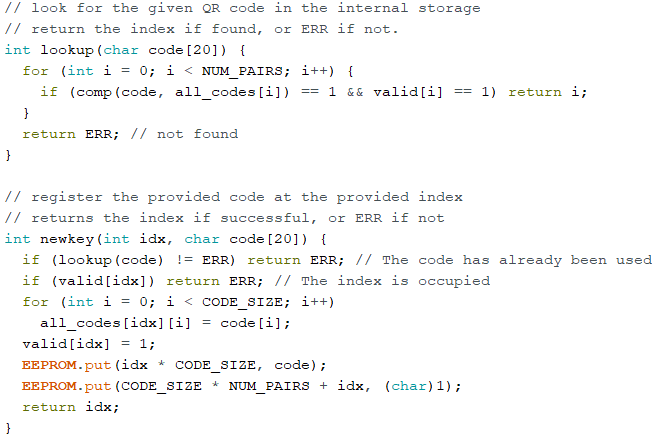 // look for the given QR code in the internal storage
// return the index if found, or ERR if not.
int lookup(char code[20]) {
  for (int i = 0; i < NUM_PAIRS; i++) {
    if (comp(code, all_codes[i]) == 1 && valid[i] == 1) return i;
  }
  return ERR; // not found
}

// register the provided code at the provided index
// returns the index if successful, or ERR if not
int newkey(int idx, char code[20]) {
  if (lookup(code) != ERR) return ERR; // The code has already been used
  if (valid[idx]) return ERR; // The index is occupied
  for (int i = 0; i < CODE_SIZE; i++)
    all_codes[idx][i] = code[i];
  valid[idx] = 1;
  EEPROM.put(idx * CODE_SIZE, code);
  EEPROM.put(CODE_SIZE * NUM_PAIRS + idx, (char)1);
  return idx;
}